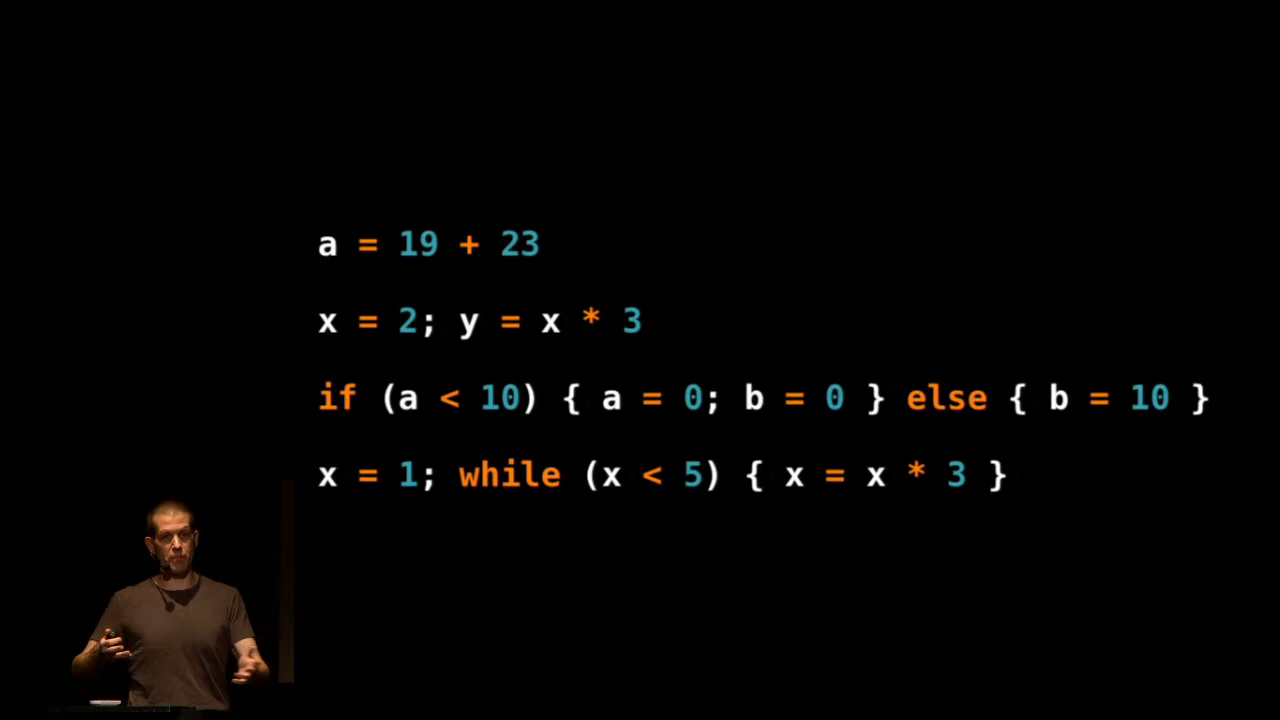 a = 19 + 23
x = 2; y = x * 3
if (a < 10) { a = 0; b = 0 } else { b = 10 }
x = 1; while (x < 5) { x = x * 3 }